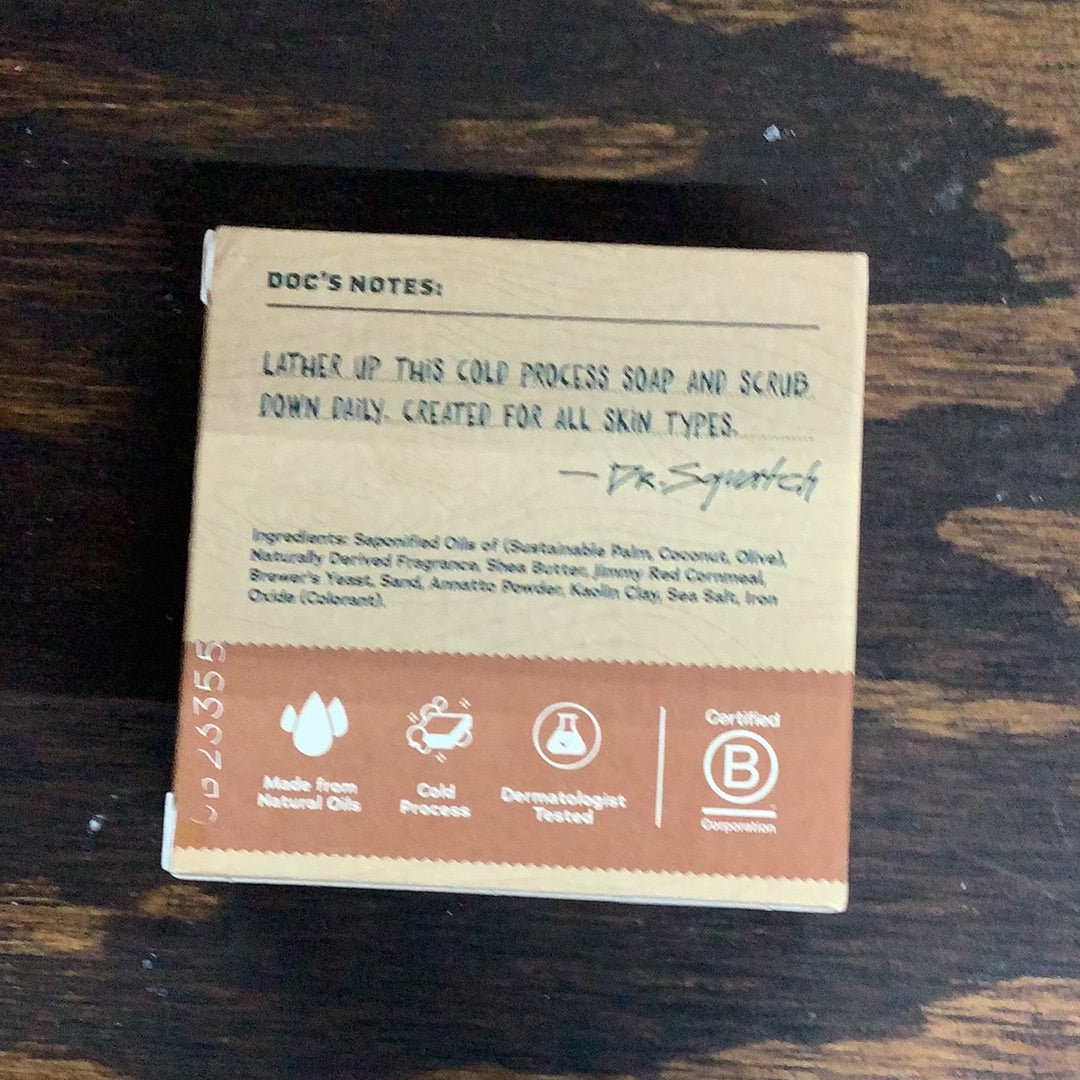 DOC'S NOTES:
LATHER UP THIS COLD PROCESS SOAP AND SCRUB
DOWN DAILY. CREATED FOR ALL SKIN TYPES.
— Dr. Squatch
Ingredients: Saponified Oils of (Sustainable Palm, Coconut, Olive),
Naturally Derived Fragrance, Shea Butter, Jimmy Red Cornmeal,
Brewer's Yeast, Sand, Annatto Powder, Kaolin Clay, Sea Salt, Iron
Oxide (Colorant).
Made from
Natural Oils
Cold
Process
Dermatologist
Tested
Certified
B
Corporation